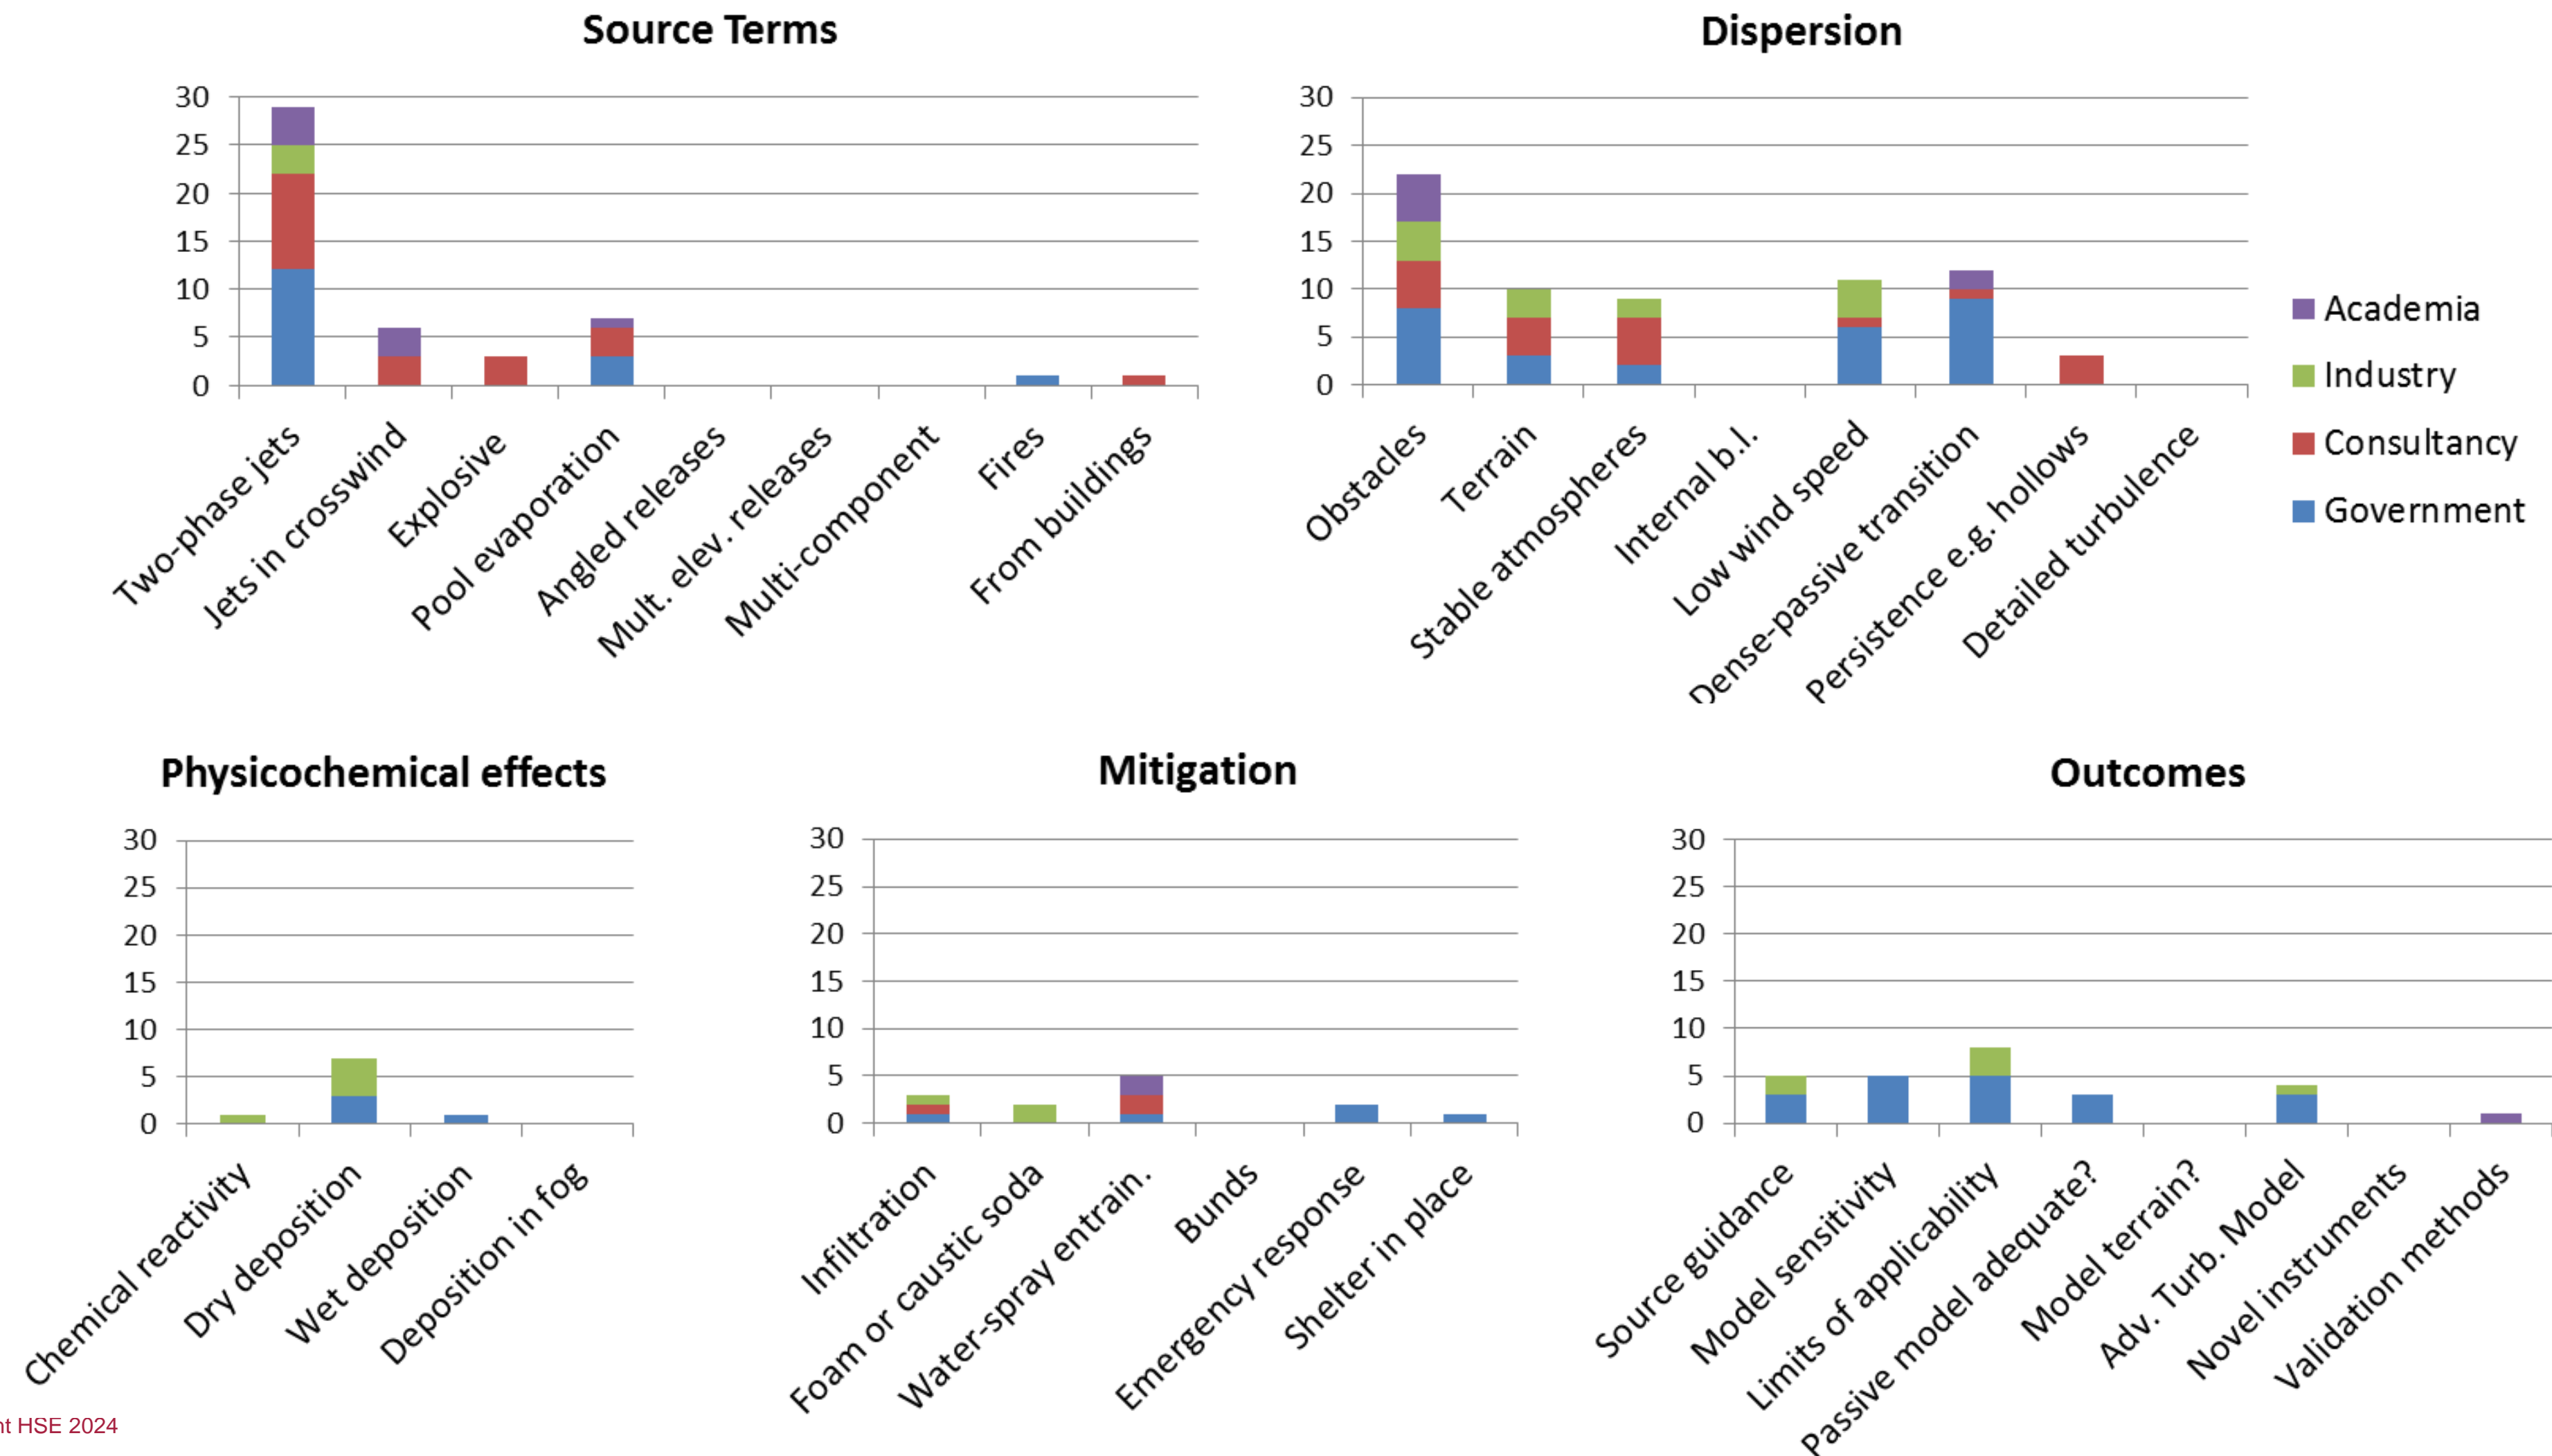 Source Terms
30
25
20
15
10
5
0
Two-phase jets
Jets in crosswind
Explosive
Pool evaporation
Angled releases
Mult. elev. releases
Multi-component
Fires
From buildings
Dispersion
30
25
20
15
10
5
0
Obstacles
Terrain
Stable atmospheres
Internal b.l.
Low wind speed
Dense-passive transition
Persistence e.g. hollows
Detailed turbulence
Academia
Industry
Consultancy
Government
Physicochemical effects
30
25
20
15
10
5
0
Chemical reactivity
Dry deposition
Wet deposition
Deposition in fog
Mitigation
30
25
20
15
10
5
0
Infiltration
Foam or caustic soda
Water-spray entrain.
Bunds
Emergency response
Shelter in place
Outcomes
30
25
20
15
10
5
0
Source guidance
Model sensitivity
Limits of applicability
Passive model adequate?
Model terrain?
Adv. Turb. Model
Novel instruments
Validation methods
nt HSE 2024